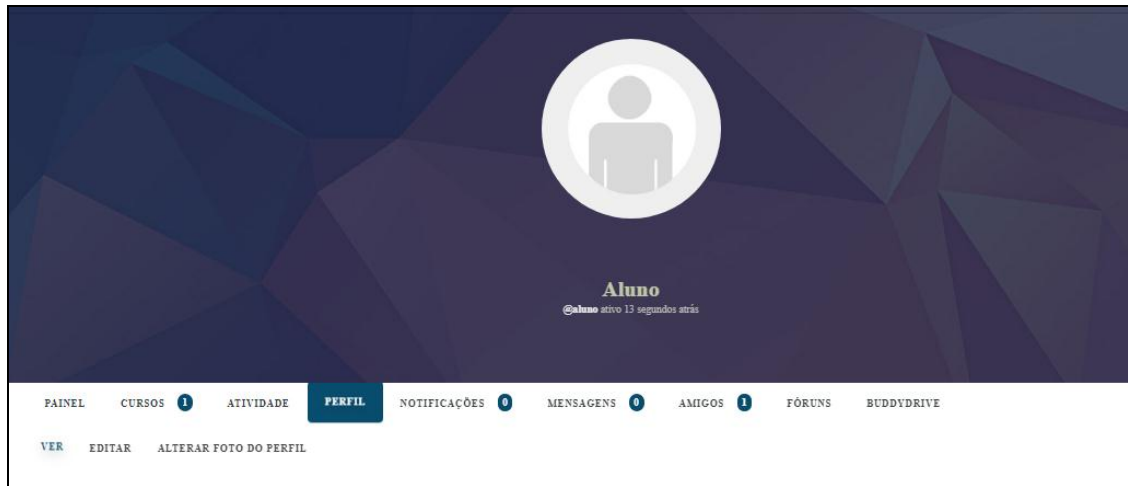 Aluno
@aluno ativo 13 segundos atrás
PAINEL CURSOS 1 ATIVIDADE PERFIL NOTIFICAÇÕES 0 MENSAGENS 0 AMIGOS 1 FÓRUNS BUDDYDRIVE
VER EDITAR ALTERAR FOTO DO PERFIL